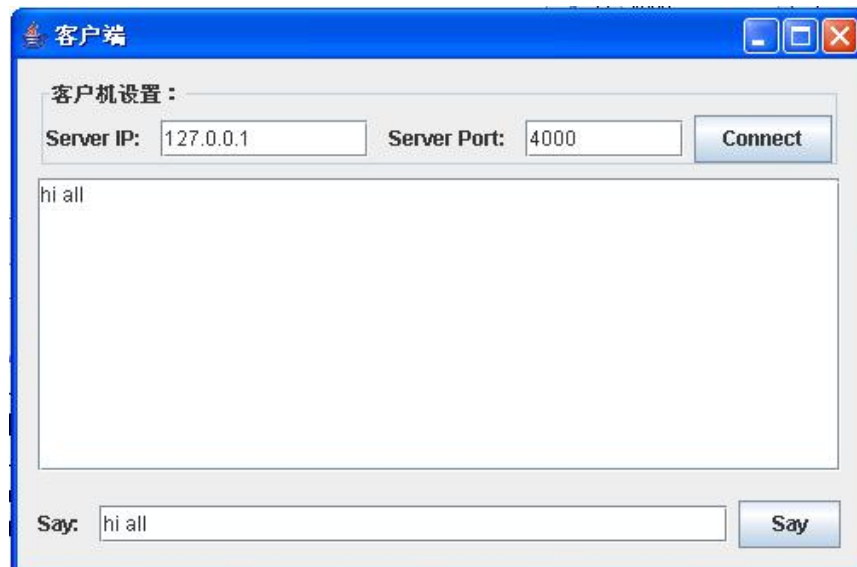 客户端
客户机设置：
Server IP: 127.0.0.1 Server Port: 4000 Connect
hi all
Say: hi all Say